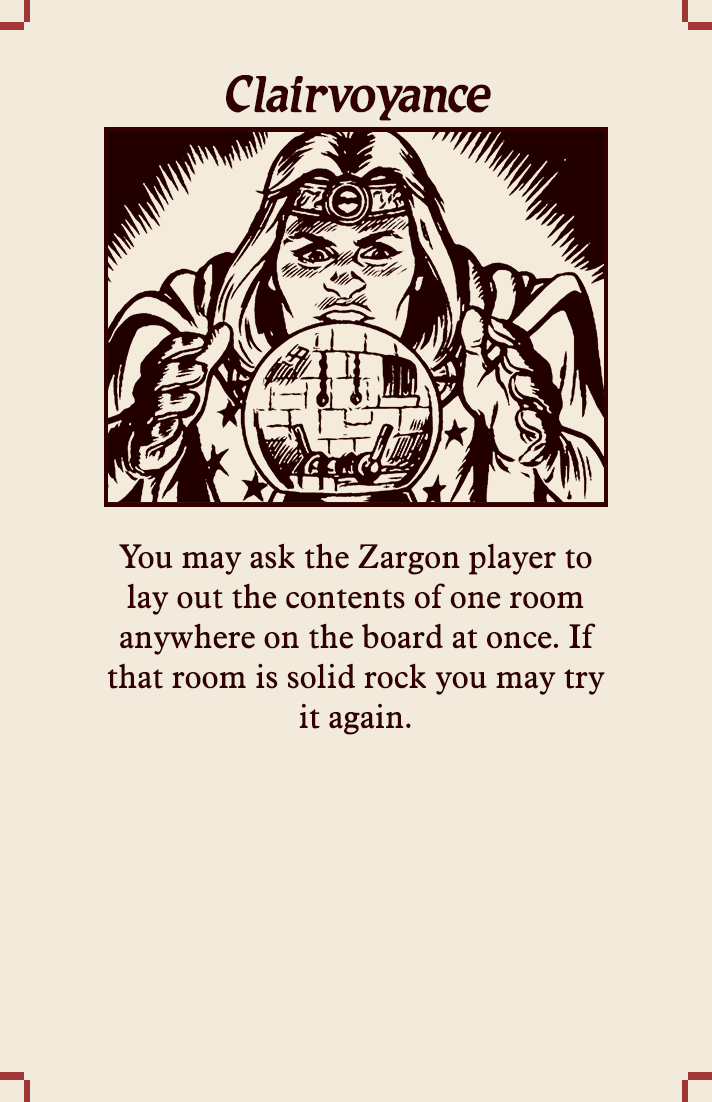 Clairvoyance
You may ask the Zargon player to
lay out the contents of one room
anywhere on the board at once. If
that room is solid rock you may try
it again.